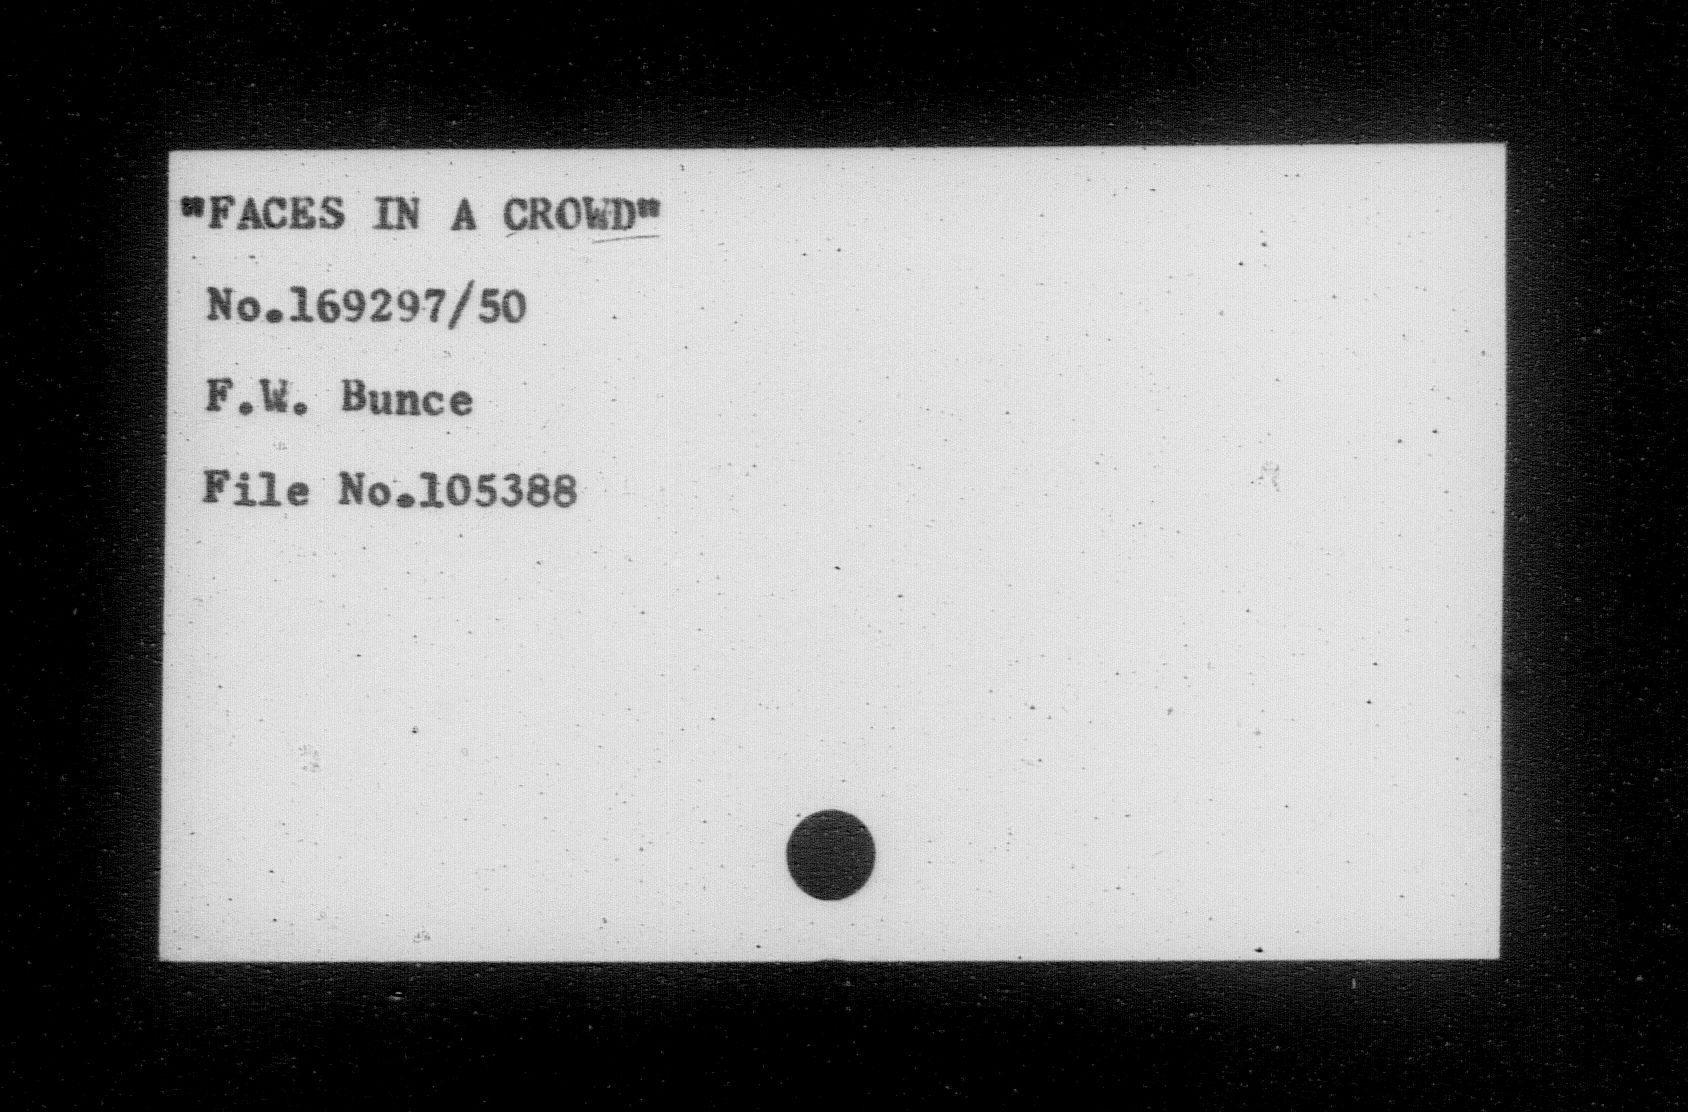 "FACES IN A CROWD"
No.169297/50
F.W. Bunce
File No.105388